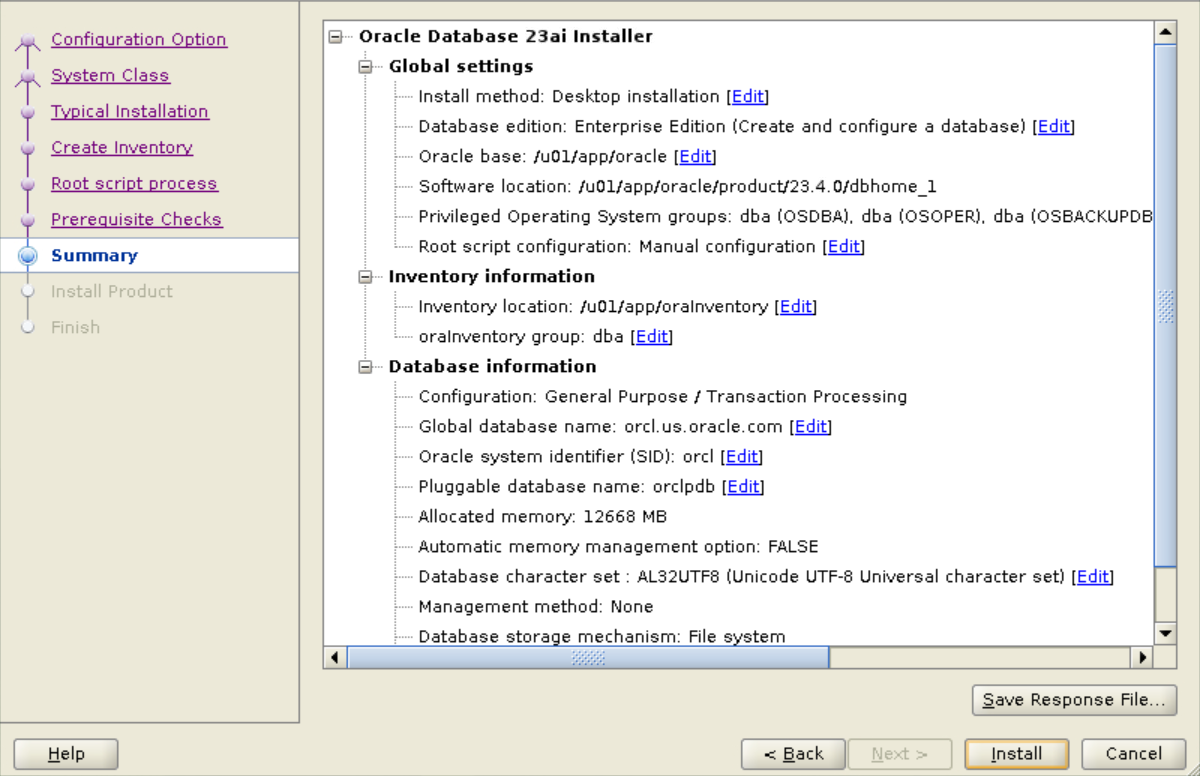 Configuration Option
System Class
Typical Installation
Create Inventory
Root script process
Prerequisite Checks
Summary
Install Product
Finish
Oracle Database 23ai Installer
Global settings
Install method: Desktop installation [Edit]
Database edition: Enterprise Edition (Create and configure a database) [Edit]
Oracle base: /u01/app/oracle [Edit]
Software location: /u01/app/oracle/product/23.4.0/dbhome_1
Privileged Operating System groups: dba (OSDBA), dba (OSOPER), dba (OSBACKUPDB
Root script configuration: Manual configuration [Edit]
Inventory information
Inventory location: /u01/app/oraInventory [Edit]
oraInventory group: dba [Edit]
Database information
Configuration: General Purpose / Transaction Processing
Global database name: orcl.us.oracle.com [Edit]
Oracle system identifier (SID): orcl [Edit]
Pluggable database name: orclpdb [Edit]
Allocated memory: 12668 MB
Automatic memory management option: FALSE
Database character set : AL32UTF8 (Unicode UTF-8 Universal character set) [Edit]
Management method: None
Database storage mechanism: File system
Save Response File...
Help
< Back
Next >
Install
Cancel